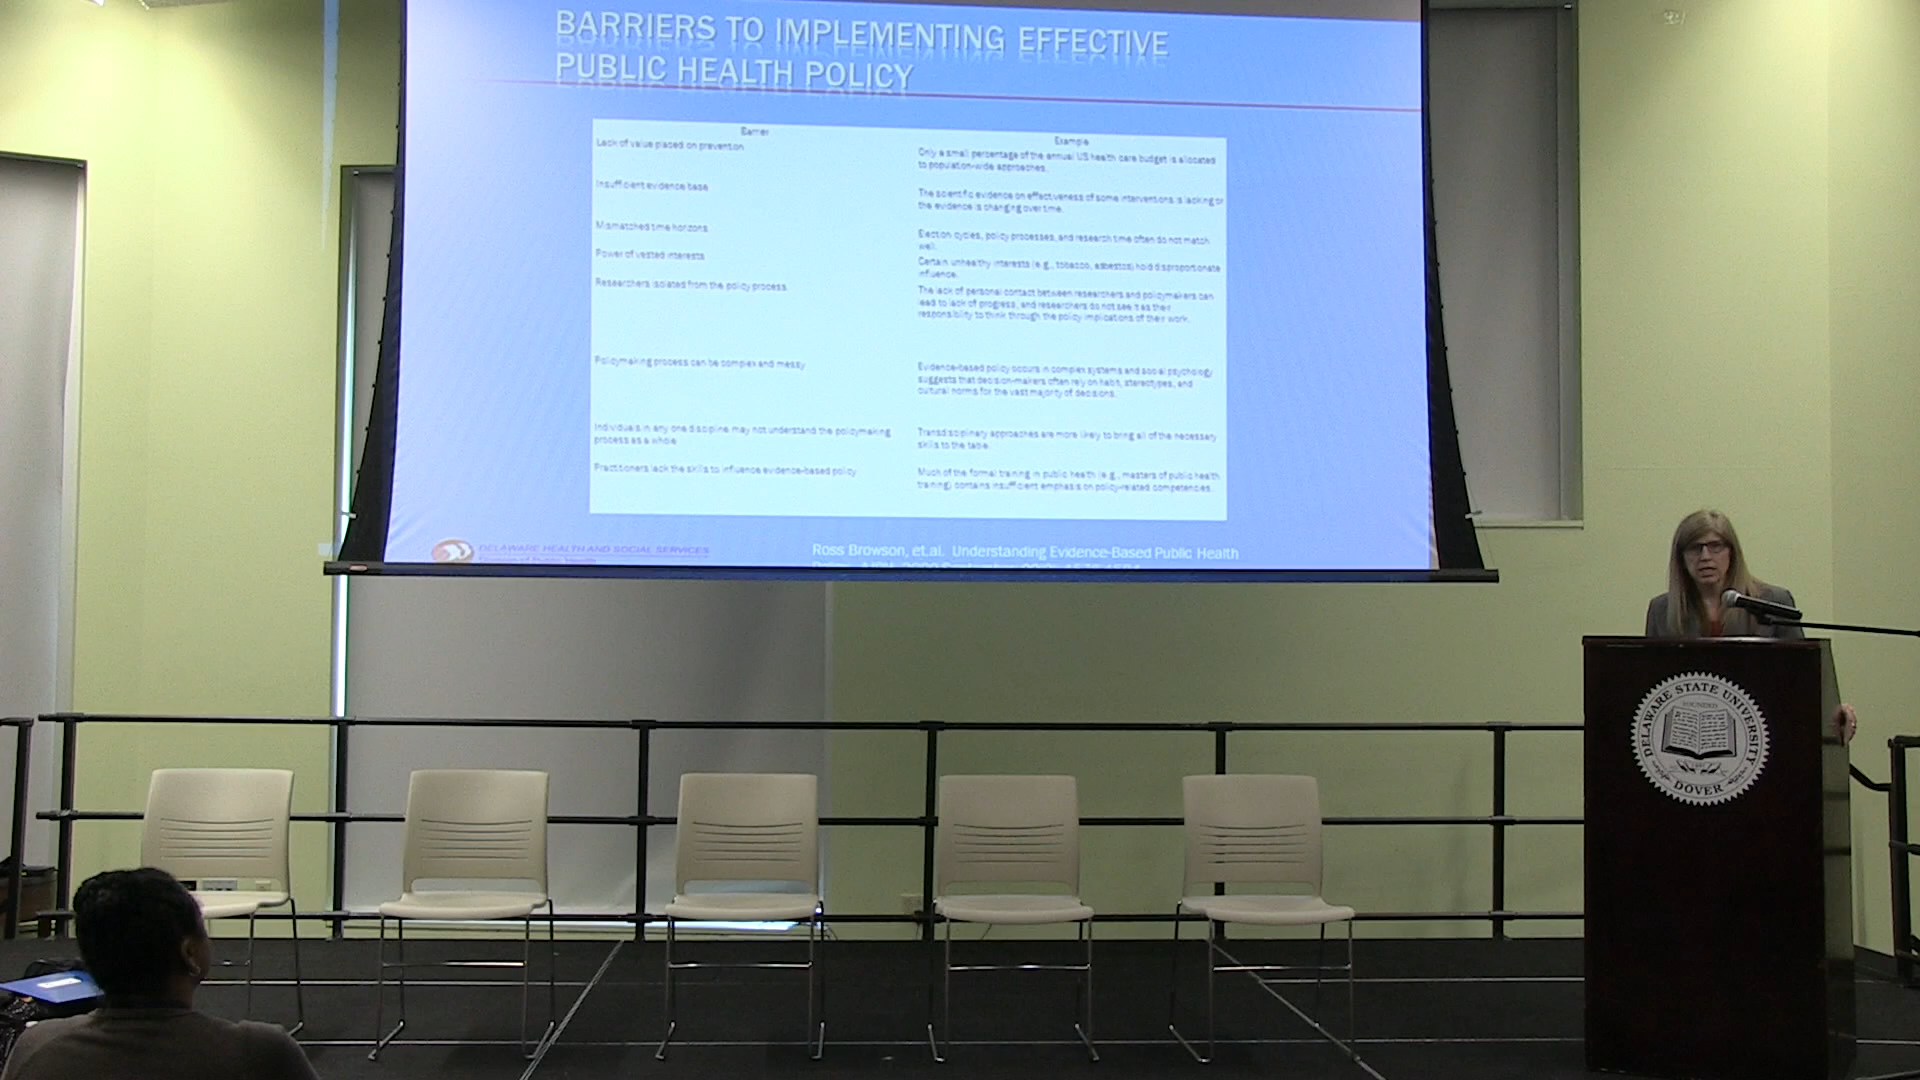 BARRIERS TO IMPLEMENTING EFFECTIVE
PUBLIC HEALTH POLICY
Barrier
Example
Lack of value placed on prevention
Only a small percentage of the annual US health care budget is allocated
to population-wide approaches.
Insufficient evidence base
The scientific evidence on effectiveness of some interventions is lacking or
the evidence is changing over time.
Mismatched time horizons
Election cycles, policy processes, and research time often do not match
well.
Power of vested interests
Certain unhealthy interests (e.g., tobacco, asbestos) hold disproportionate
influence.
Researchers isolated from the policy process
The lack of personal contact between researchers and policymakers can
lead to lack of progress, and researchers do not see it as their
responsibility to think through the policy implications of their work.
Policymaking process can be complex and messy
Evidence-based policy occurs in complex systems and social psychology
suggests that decision-makers often rely on habit, stereotypes, and
cultural norms for the vast majority of decisions.
Individuals in any one discipline may not understand the policymaking
process as a whole
Transdisciplinary approaches are more likely to bring all of the necessary
skills to the table.
Practitioners lack the skills to influence evidence-based policy
Much of the formal training in public health (e.g., masters of public health
training) contains insufficient emphasis on policy-related competencies.
DELAWARE HEALTH AND SOCIAL SERVICES
Division of Public Health
Ross Browson, et.al. Understanding Evidence-Based Public Health
DELAWARE STATE UNIVERSITY
FOUNDED
DOVER